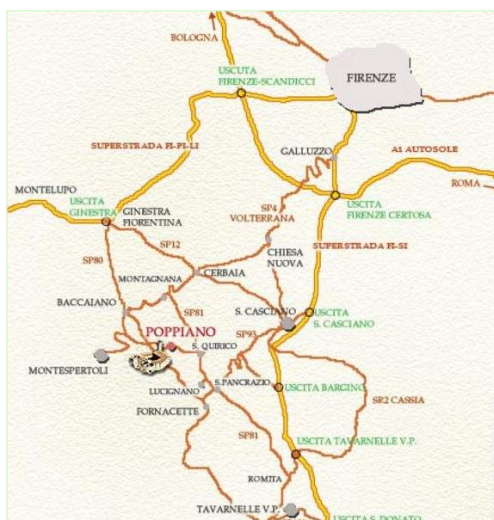 BOLOGNA
USCUTA
FIRENZE-SCANDICCI
FIRENZE
SUPERSTRADA FI-PI-LI
GALLUZZO
A1 AUTOSOLE
ROMA
MONTELUPO
USCITA
GINESTRA
GINESTRA
FIORENTINA
SP4
VOLTERRANA
USCITA
FIRENZE CERTOSA
SUPERSTRADA FI-SI
SP80
SP12
CHIESA
NUOVA
MONTAGNANA
CERBAIA
BACCAIANO
SP81
S. CASCIANO
USCITA
S. CASCIANO
POPPIANO
S. QUIRICO
SP93
MONTESPERTOLI
LUCIGNANO
S.PANCRAZIO
USCITA BARGINO
SR2 CASSIA
FORNACETTE
SP81
USCITA TAVARNELLE V.P.
ROMITA
TAVARNELLE V.P.
USCITA S. DONATO